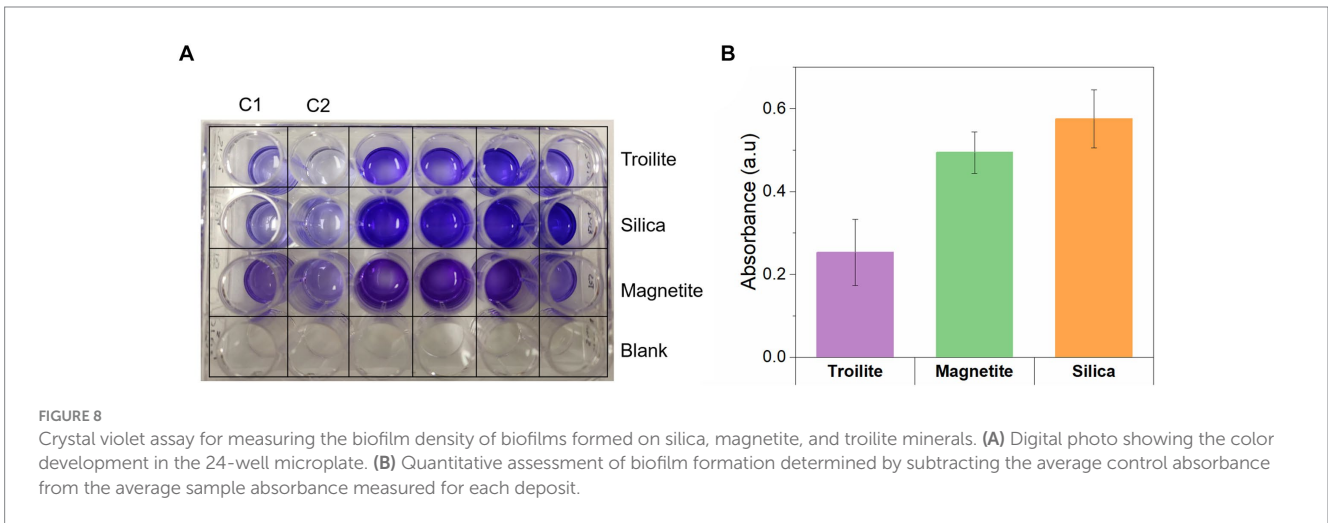 A
C1 C2
Troilite
Silica
Magnetite
Blank
B
Absorbance (a.u)
0.6
0.4
0.2
0.0
Troilite Magnetite Silica
FIGURE 8
Crystal violet assay for measuring the biofilm density of biofilms formed on silica, magnetite, and troilite minerals. (A) Digital photo showing the color
development in the 24-well microplate. (B) Quantitative assessment of biofilm formation determined by subtracting the average control absorbance
from the average sample absorbance measured for each deposit.